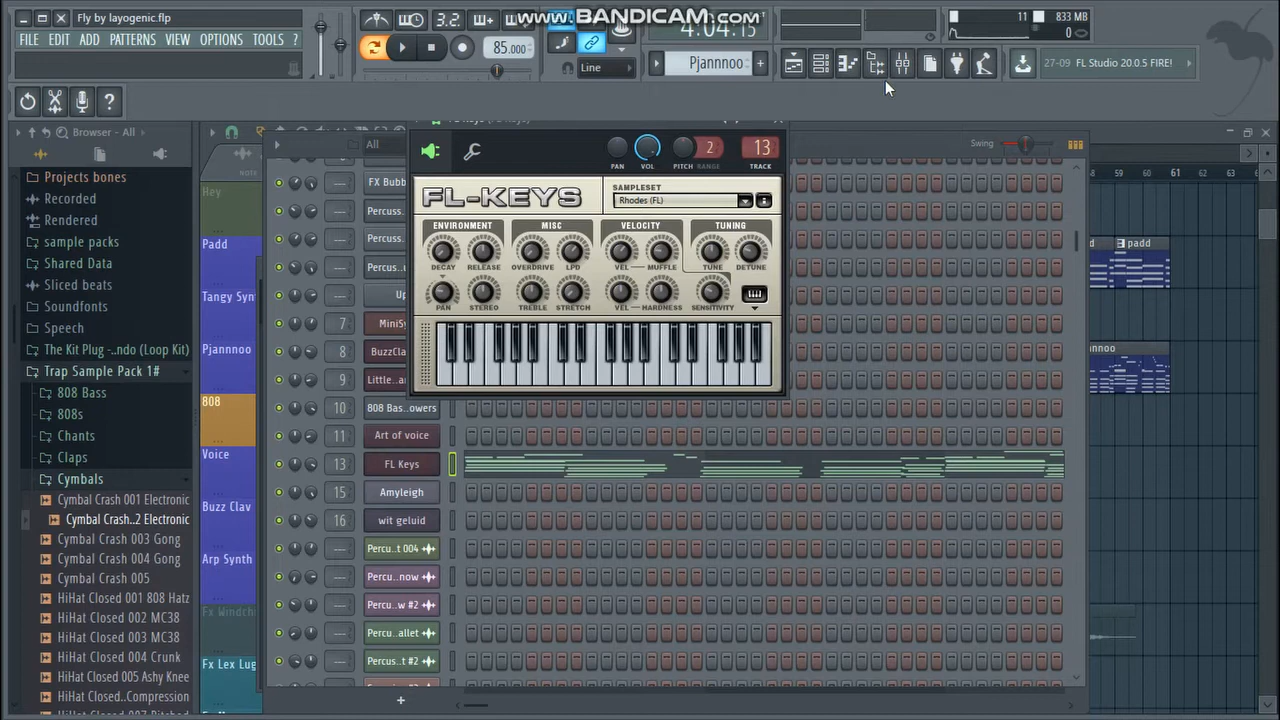 Fly by layogenic.flp
www.BANDICAM.com
FILE EDIT ADD PATTERNS VIEW OPTIONS TOOLS ?
3.2
85.000
4:04:15
11
833 MB
0
Line
Pjannnoo
27-09 FL Studio 20.0.5 FIRE!
Browser - All
Projects bones
Recorded
Rendered
sample packs
Shared Data
Sliced beats
Soundfonts
Speech
The Kit Plug -..ndo (Loop Kit)
Trap Sample Pack 1#
808 Bass
808s
Chants
Claps
Cymbals
Cymbal Crash 001 Electronic
Cymbal Crash..2 Electronic
Cymbal Crash 003 Gong
Cymbal Crash 004 Gong
Cymbal Crash 005
HiHat Closed 001 808 Hatz
HiHat Closed 002 MC38
HiHat Closed 003 MC38
HiHat Closed 004 Crunk
HiHat Closed 005 Ashy Knee
HiHat Closed..Compression
Hey
Padd
Tangy Syn
Pjannnoo
808
Voice
Buzz Clav
Arp Synth
Fx Windch
Fx Lex Lug
All
Swing
FX Bubb
Percuss
Percuss.
Percus..
Up
7 MiniSy
8 BuzzCla
9 Little..
10 808 Bas..owers
11 Art of voice
13 FL Keys
15 Amyleigh
16 wit geluid
Percu..t 004
Percu..now
Percu..w #2
Percu..allet
Percus..t #2
PAN VOL PITCH RANGE TRACK
2
13
FL-KEYS
SAMPLESET
Rhodes (FL)
ENVIRONMENT MISC VELOCITY TUNING
DECAY RELEASE OVERDRIVE LPD VEL MUFFLE TUNE DETUNE
PAN STEREO TREBLE STRETCH VEL HARDNESS SENSITIVITY
58 59 60 61 62 63
padd